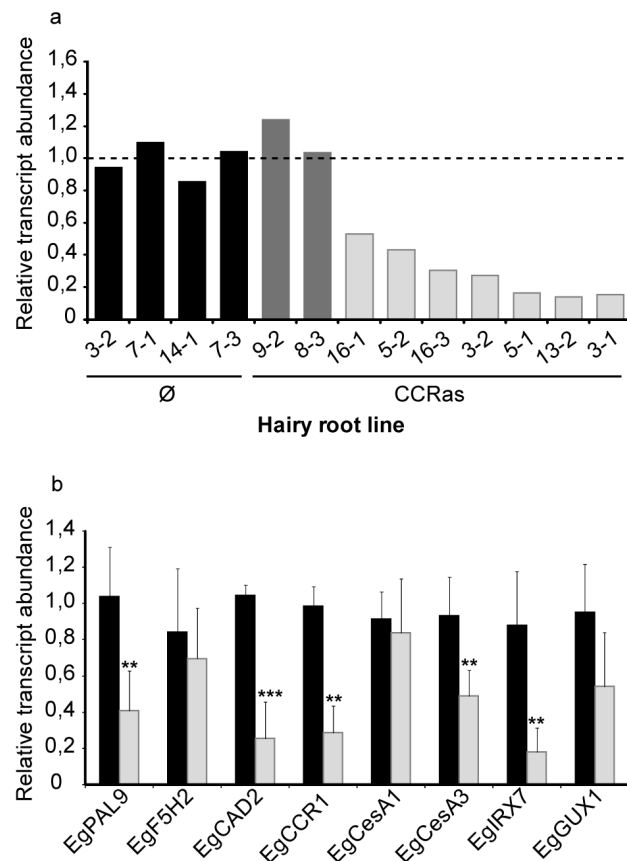 a
Relative transcript abundance
1,6
1,4
1,2
1,0
0,8
0,6
0,4
0,2
0
3-2 7-1 14-1 7-3 9-2 8-3 16-1 5-2 16-3 3-2 5-1 13-2 3-1
Ø CCRas
Hairy root line
b
Relative transcript abundance
1,4
1,2
1,0
0,8
0,6
0,4
0,2
0
** *** ** ** **
EgPAL9 EgF5H2 EgCAD2 EgCCR1 EgCesA1 EgCesA3 EgIRX7 EgGUX1